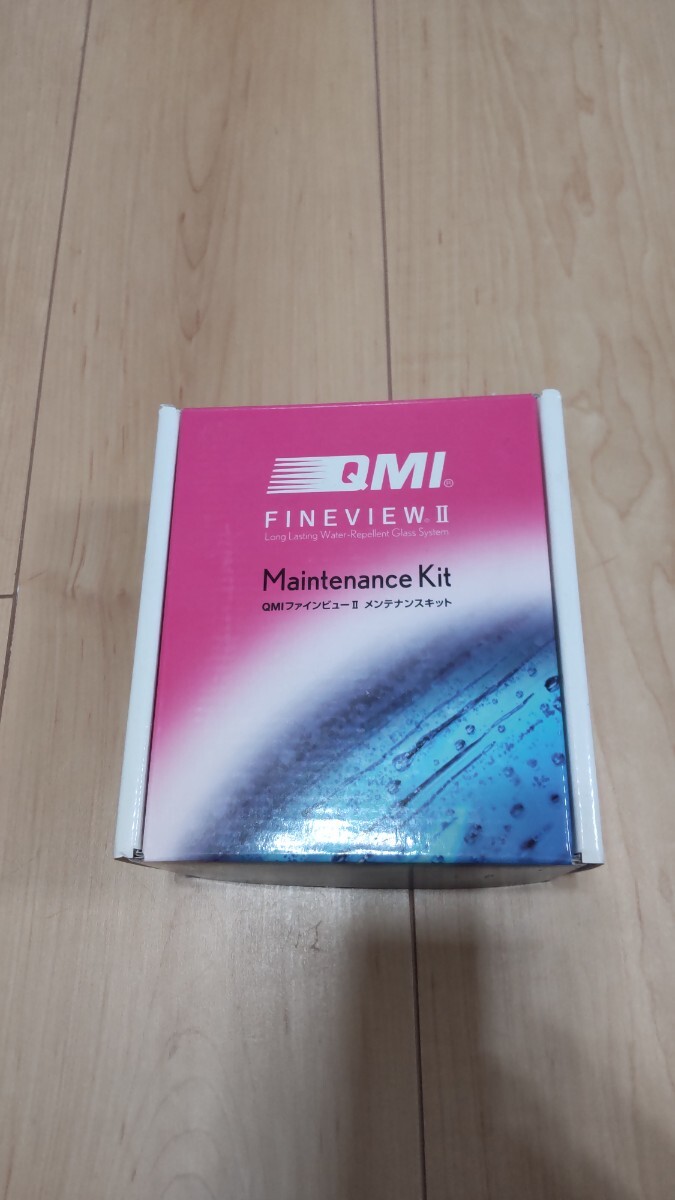 QMI®
FINEVIEW® II
Long Lasting Water-Repellent Glass System
Maintenance Kit
QMIファインビューII メンテナンスキット